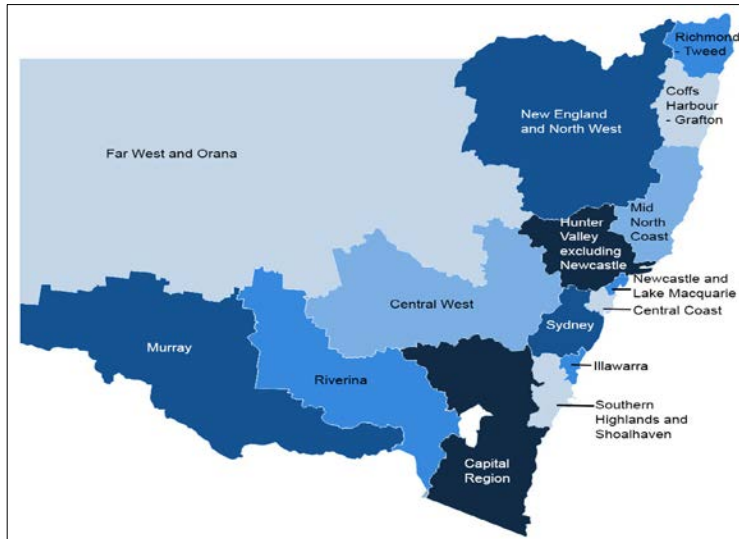 Richmond
- Tweed
Coffs
Harbour
- Grafton
New England
and North West
Far West and Orana
Mid
North
Coast
Hunter
Valley
excluding
Newcastle
Newcastle and
Lake Macquarie
Central Coast
Central West
Sydney
Murray
Riverina
Illawarra
Southern
Highlands and
Shoalhaven
Capital
Region